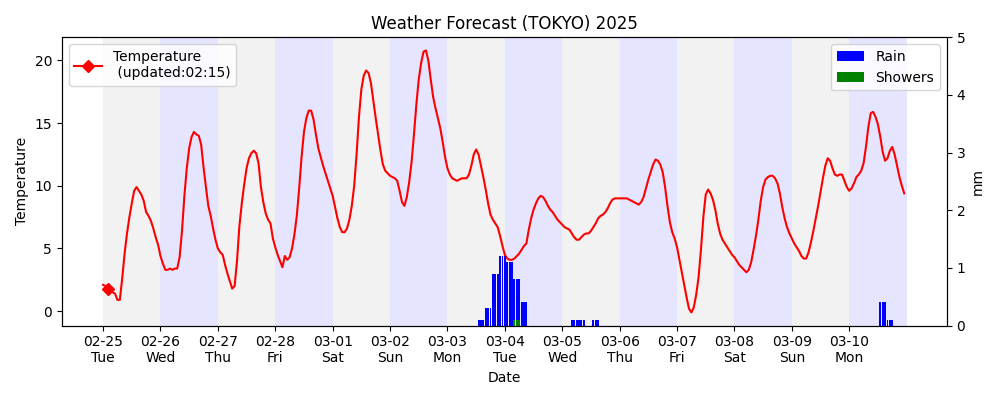 Weather Forecast (TOKYO) 2025
Temperature
(updated:02:15)
Rain
Showers
Temperature
20
15
10
5
0
5
4
3
2
1
0
mm
02-25 02-26 02-27 02-28 03-01 03-02 03-03 03-04 03-05 03-06 03-07 03-08 03-09 03-10
Tue Wed Thu Fri Sat Sun Mon Tue Wed Thu Fri Sat Sun Mon
Date